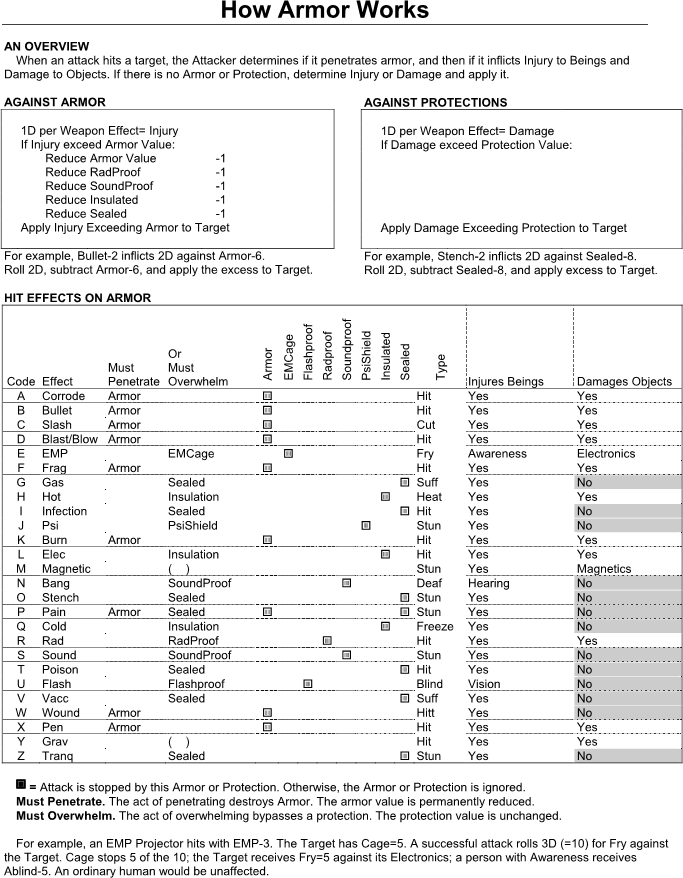 How Armor Works
AN OVERVIEW
When an attack hits a target, the Attacker determines if it penetrates armor, and then if it inflicts Injury to Beings and
Damage to Objects. If there is no Armor or Protection, determine Injury or Damage and apply it.
AGAINST ARMOR
1D per Weapon Effect= Injury
If Injury exceed Armor Value:
Reduce Armor Value -1
Reduce RadProof -1
Reduce SoundProof -1
Reduce Insulated -1
Reduce Sealed -1
Apply Injury Exceeding Armor to Target
For example, Bullet-2 inflicts 2D against Armor-6.
Roll 2D, subtract Armor-6, and apply the excess to Target.
AGAINST PROTECTIONS
1D per Weapon Effect= Damage
If Damage exceed Protection Value:
Apply Damage Exceeding Protection to Target
For example, Stench-2 inflicts 2D against Sealed-8.
Roll 2D, subtract Sealed-8, and apply excess to Target.
HIT EFFECTS ON ARMOR
Code Effect Must Penetrate Or Must Overwhelm Armor EMCage Flashproof Radproof Soundproof PsiShield Insulated Sealed Type Injures Beings Damages Objects
A Corrode Armor Hit Yes Yes
B Bullet Armor Hit Yes Yes
C Slash Armor Cut Yes Yes
D Blast/Blow Armor Hit Yes Yes
E EMP EMCage Fry Awareness Electronics
F Frag Armor Hit Yes Yes
G Gas Sealed Suff Yes No
H Hot Insulation Heat Yes Yes
I Infection Sealed Hit Yes No
J Psi PsiShield Stun Yes No
K Burn Armor Hit Yes Yes
L Elec Insulation Hit Yes Yes
M Magnetic ( ) Stun Yes Magnetics
N Bang SoundProof Deaf Hearing No
O Stench Sealed Stun Yes No
P Pain Armor Sealed Stun Yes No
Q Cold Insulation Freeze Yes No
R Rad RadProof Hit Yes Yes
S Sound SoundProof Stun Yes No
T Poison Sealed Hit Yes No
U Flash Flashproof Blind Vision No
V Vacc Sealed Suff Yes No
W Wound Armor Hitt Yes No
X Pen Armor Hit Yes Yes
Y Grav ( ) Hit Yes Yes
Z Tranq Sealed Stun Yes No
= Attack is stopped by this Armor or Protection. Otherwise, the Armor or Protection is ignored.
Must Penetrate. The act of penetrating destroys Armor. The armor value is permanently reduced.
Must Overwhelm. The act of overwhelming bypasses a protection. The protection value is unchanged.
For example, an EMP Projector hits with EMP-3. The Target has Cage=5. A successful attack rolls 3D (=10) for Fry against
the Target. Cage stops 5 of the 10; the Target receives Fry=5 against its Electronics; a person with Awareness receives
Ablind-5. An ordinary human would be unaffected.